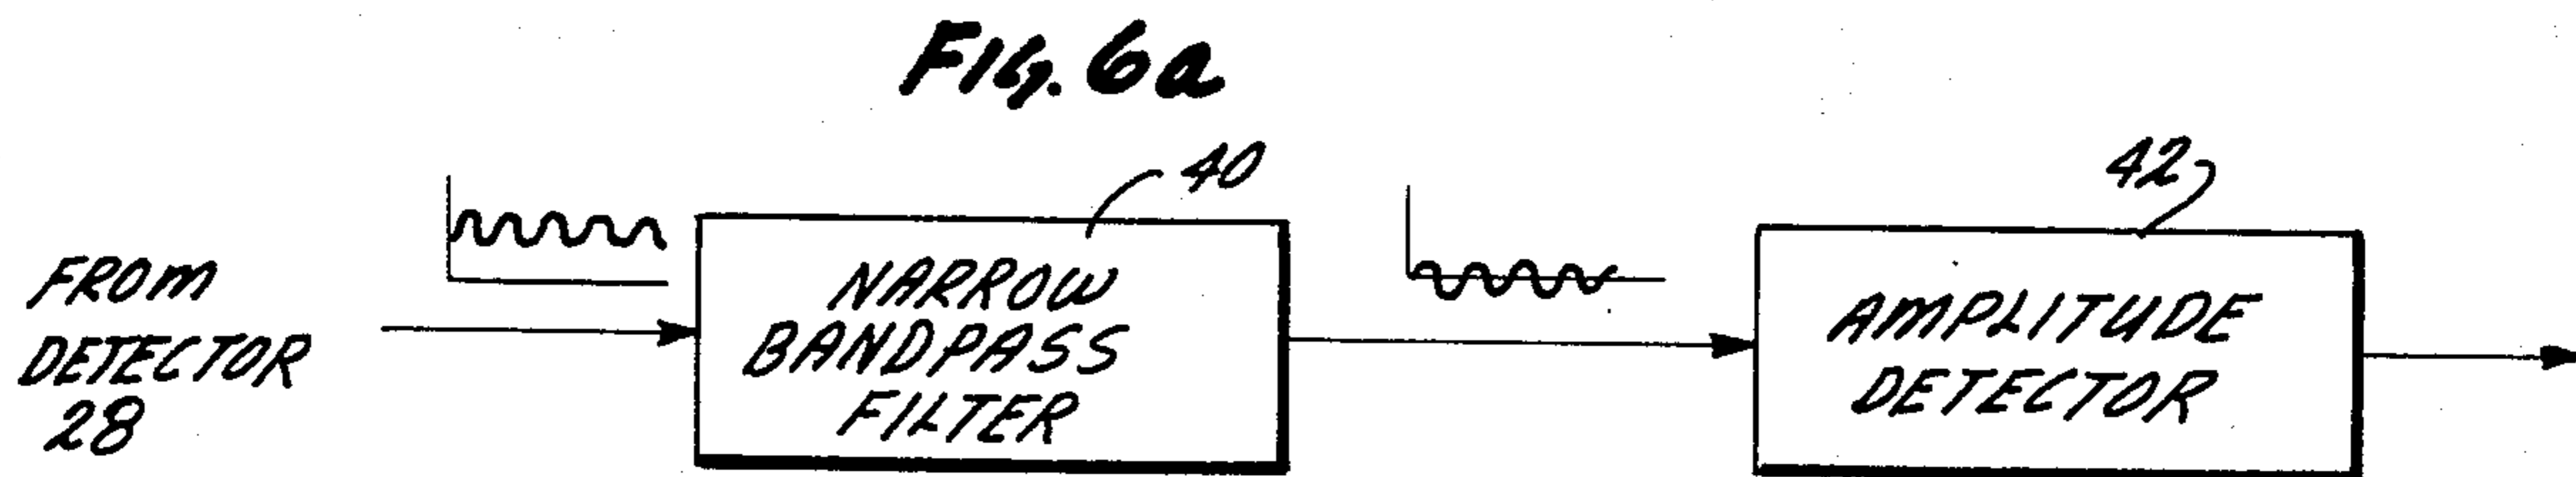 FIG. 6a
40
42
FROM
DETECTOR
28
NARROW
BANDPASS
FILTER
AMPLITUDE
DETECTOR